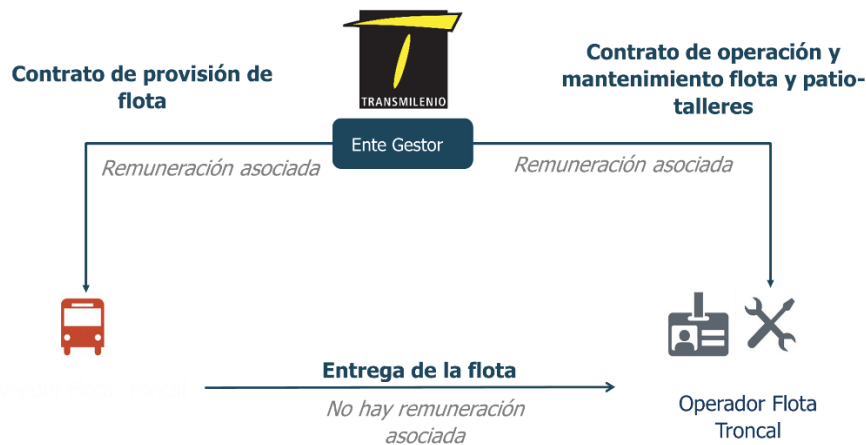 Contrato de provisión de
flota
TRANSMILENIO
Ente Gestor
Contrato de operación y
mantenimiento flota y patio-
talleres
Remuneración asociada
Remuneración asociada
Entrega de la flota
No hay remuneración
asociada
Operador Flota
Troncal